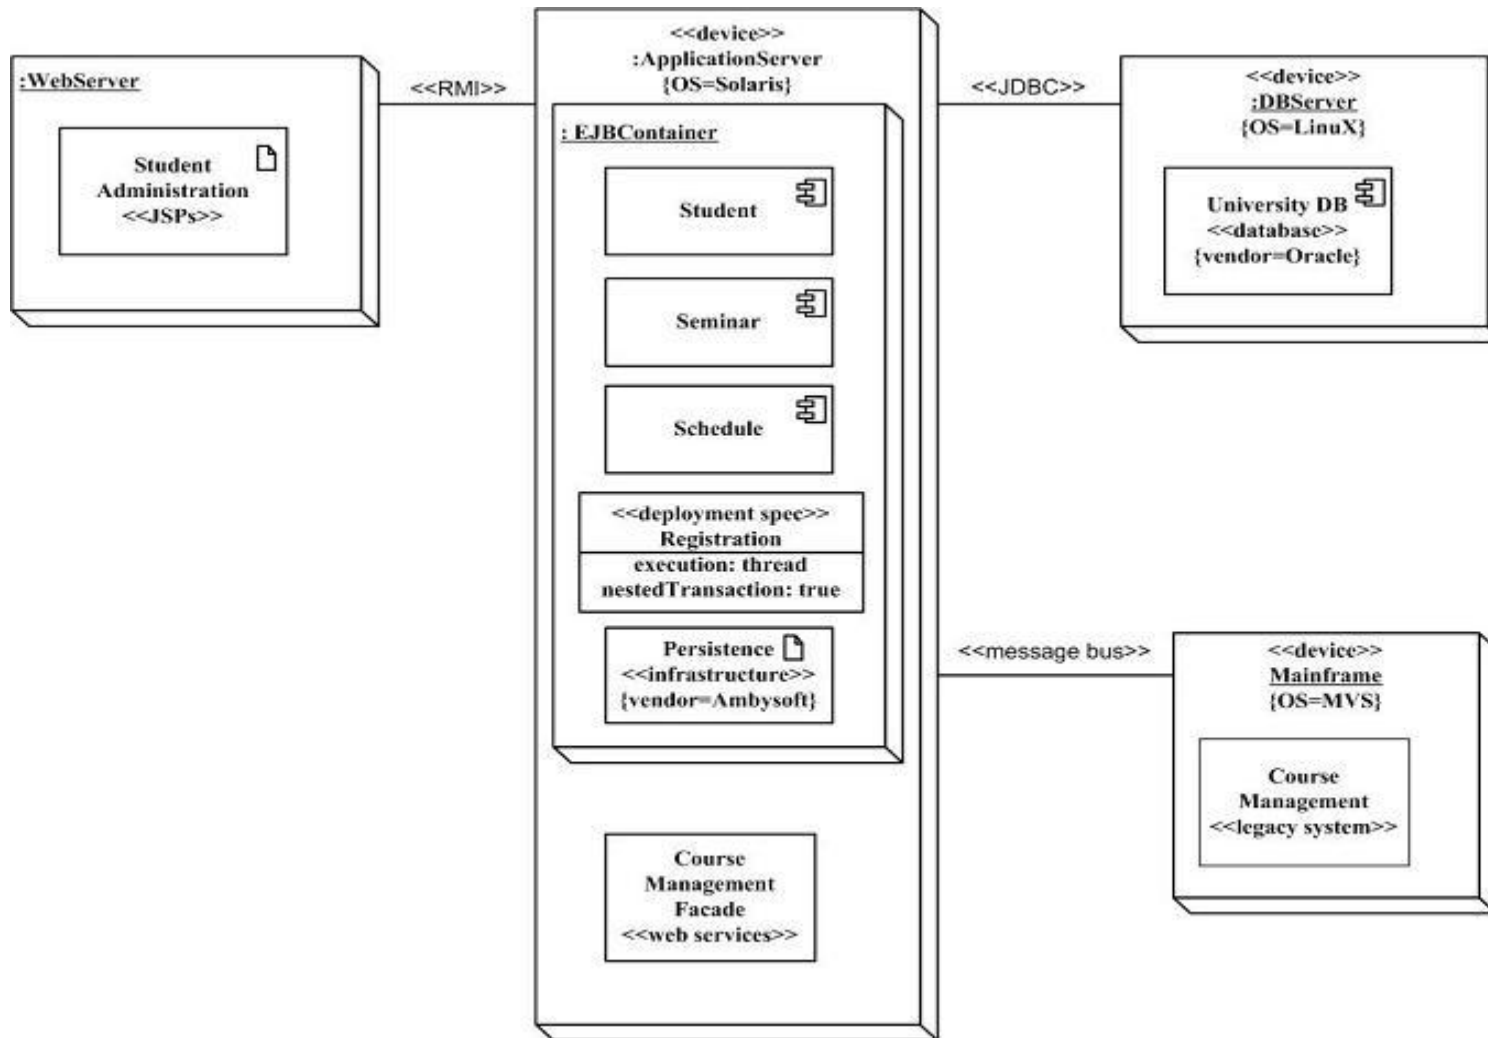 :WebServer
Student
Administration
<<JSPs>>
<<RMI>>
<<device>>
:ApplicationServer
{OS=Solaris}
: EJBContainer
Student
Seminar
Schedule
<<deployment spec>>
Registration
execution: thread
nestedTransaction: true
Persistence
<<infrastructure>>
{vendor=Ambysoft}
Course
Management
Facade
<<web services>>
<<JDBC>>
<<device>>
:DBServer
{OS=LinuX}
University DB
<<database>>
{vendor=Oracle}
<<message bus>>
<<device>>
Mainframe
{OS=MVS}
Course
Management
<<legacy system>>